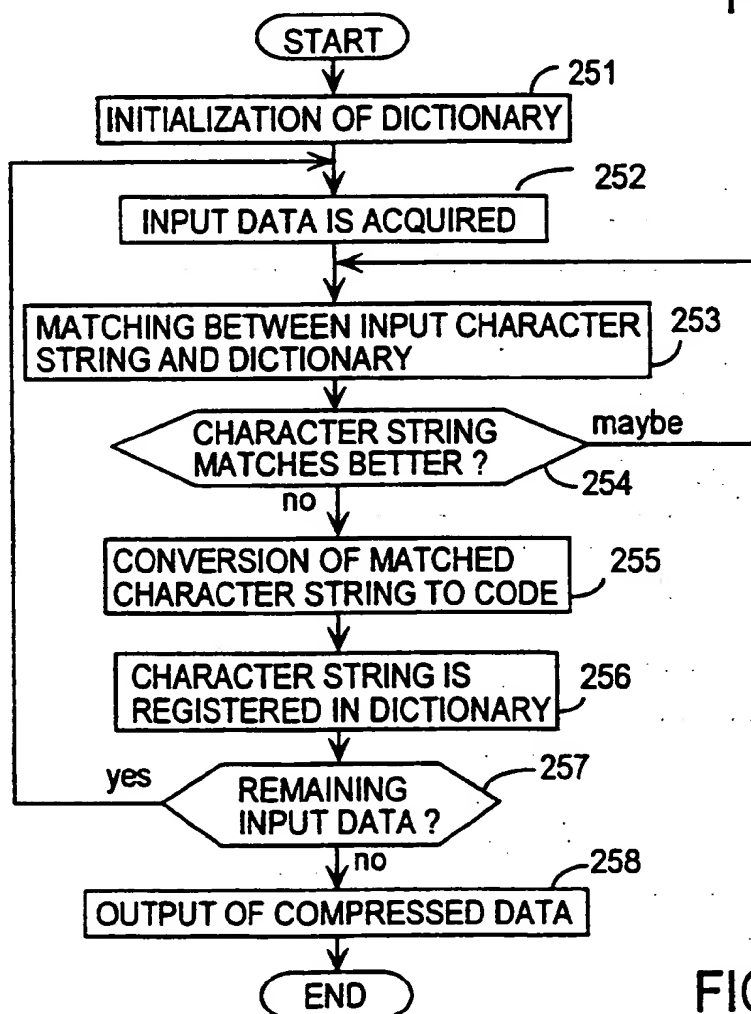 START
251
INITIALIZATION OF DICTIONARY
252
INPUT DATA IS ACQUIRED
MATCHING BETWEEN INPUT CHARACTER
STRING AND DICTIONARY
253
CHARACTER STRING
MATCHES BETTER ?
maybe
254
no
CONVERSION OF MATCHED
CHARACTER STRING TO CODE
255
CHARACTER STRING IS
REGISTERED IN DICTIONARY
256
yes
257
REMAINING
INPUT DATA ?
no
258
OUTPUT OF COMPRESSED DATA
END
FIG